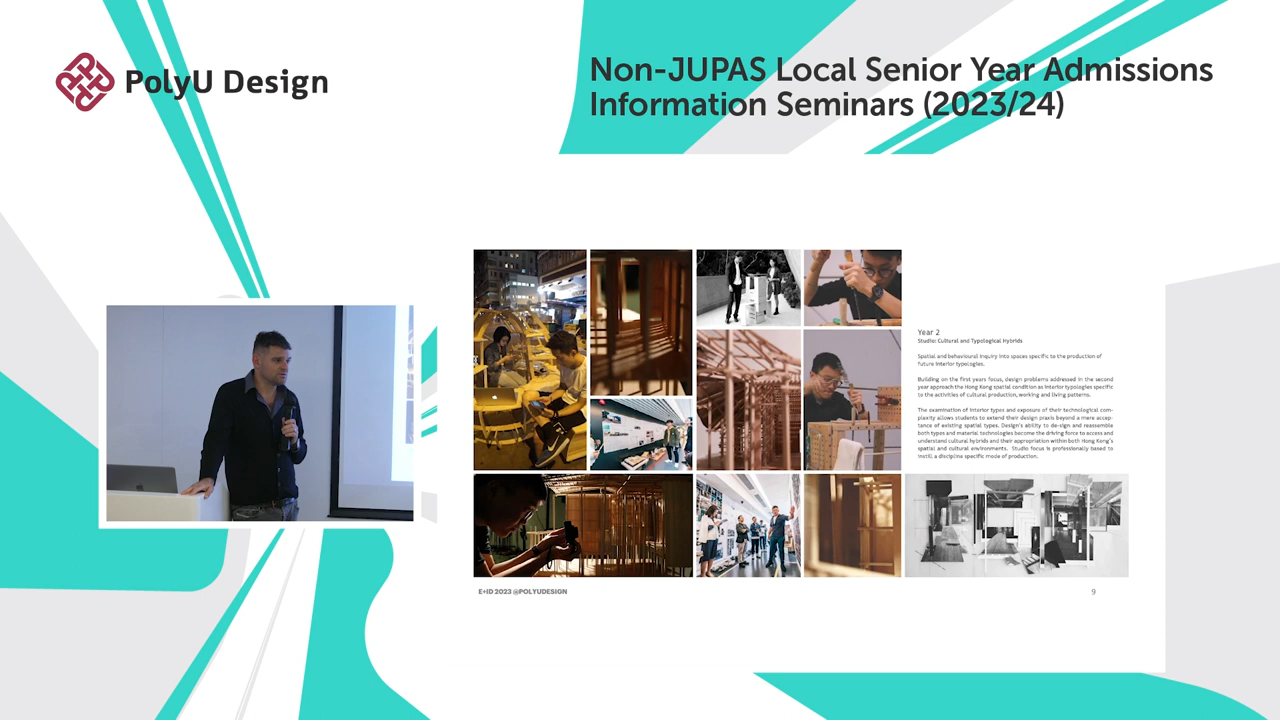 PolyU Design
Non-JUPAS Local Senior Year Admissions
Information Seminars (2023/24)
Year 2
Studio: Cultural and Typological Hybrids
Spatial and behavioural inquiry into spaces specific to the production of
future interior typologies.
Building on the first years focus, design problems addressed in the second
year approach the Hong Kong spatial condition as interior typologies specific
to the activities of cultural production, working and living patterns.
The examination of interior types and exposure of their technological com-
plexity allows students to extend their design praxis beyond a mere accep-
tance of existing spatial types. Design's ability to de-sign and reassemble
both types and material technologies become the driving force to access and
understand cultural hybrids and their appropriation within both Hong Kong's
spatial and cultural environments. Studio focus is professionally based to
instill a discipline specific mode of production.
E+ID 2023 @POLYUDESIGN
9